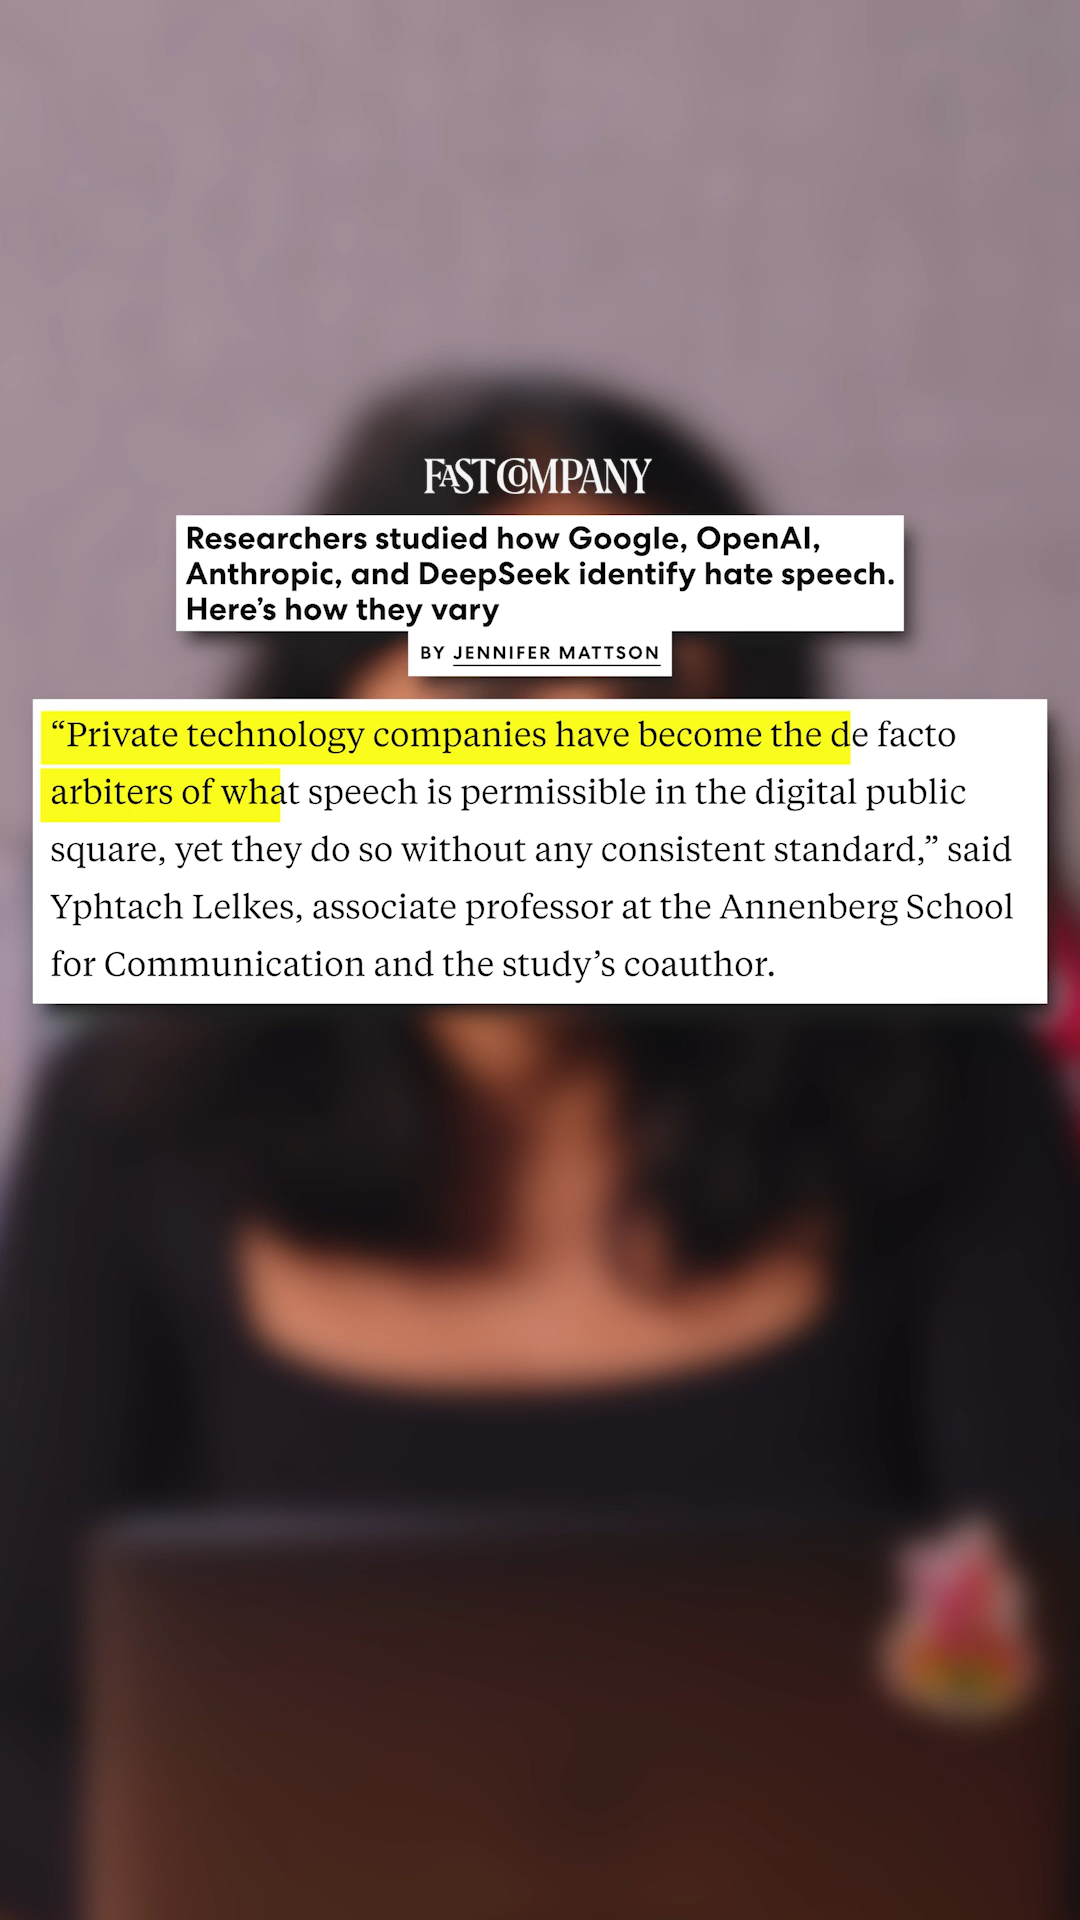 FAST COMPANY
Researchers studied how Google, OpenAI,
Anthropic, and DeepSeek identify hate speech.
Here’s how they vary
BY JENNIFER MATTSON
“Private technology companies have become the de facto
arbiters of what speech is permissible in the digital public
square, yet they do so without any consistent standard,” said
Yphtach Lelkes, associate professor at the Annenberg School
for Communication and the study’s coauthor.